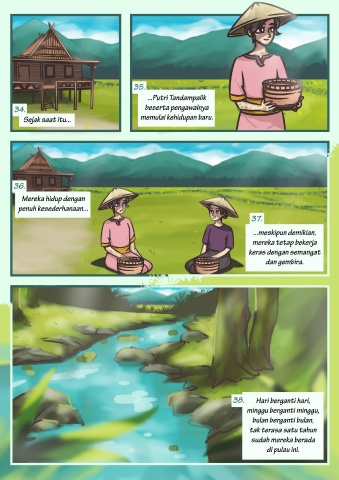 34.
Sejak saat itu...
35.
...Putri Tandampalik
beserta pengawalnya
memulai kehidupan baru.
36.
Mereka hidup dengan
penuh kesederhanaan...
37.
...meskipun demikian,
mereka tetap bekerja
keras dengan semangat
dan gembira.
38.
Hari berganti hari,
minggu berganti minggu,
bulan berganti bulan,
tak terasa satu tahun
sudah mereka berada
di pulau ini.